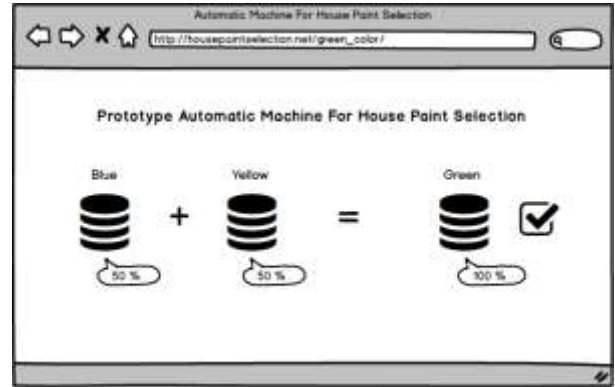 Automatic Machine For House Paint Selection
http://housepaintselection.net/green_color/
Prototype Automatic Machine For House Paint Selection
Blue Yellow Green
+ =
50 % 50 % 100 %